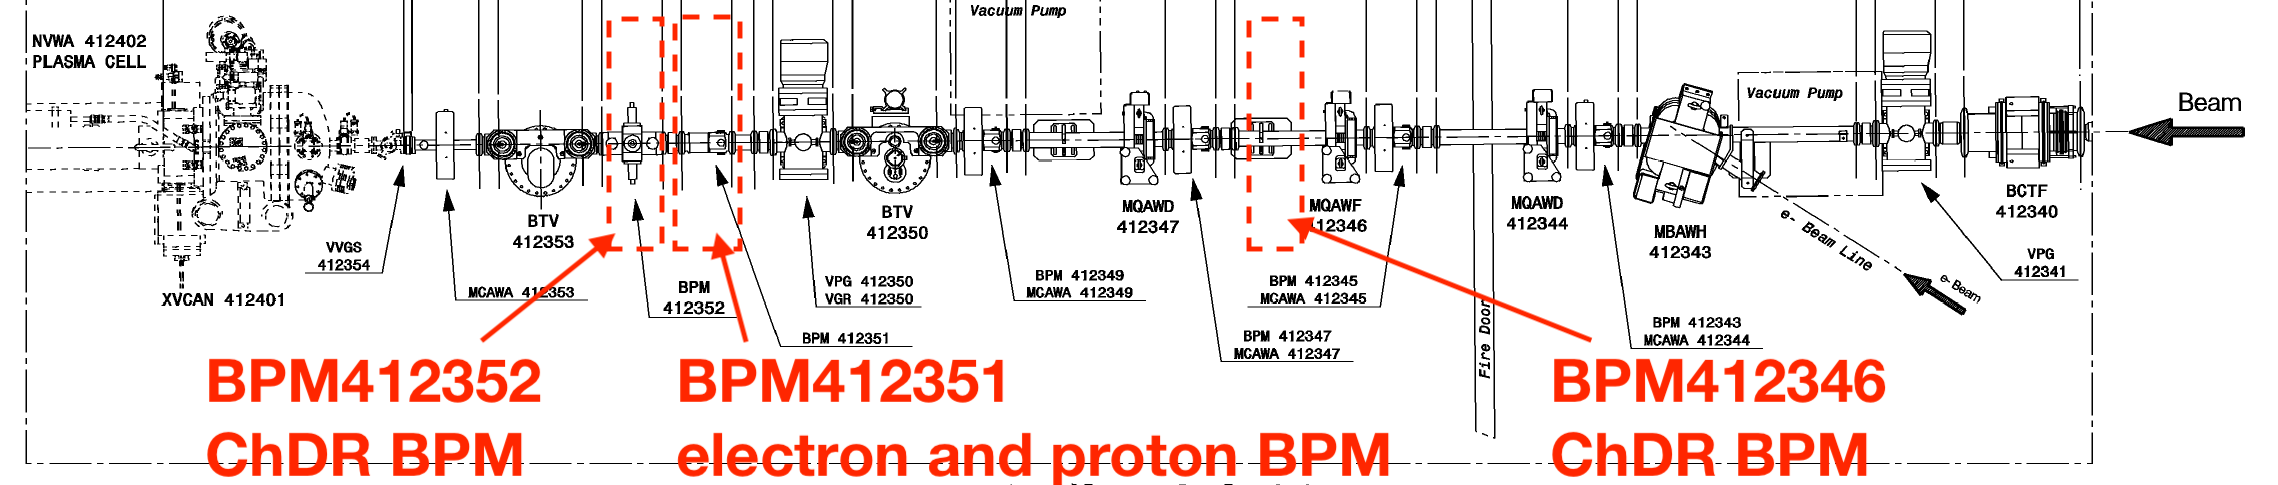 Vacuum Pump
NVWA 412402
PLASMA CELL
Vacuum Pump
Beam
BTV
412353
BTV
412350
MQAWD
412347
MQAWF
412346
MQAWD
412344
MBAWH
412343
BCTF
412340
e- Beam Line
e- Beam
VPG
412341
VVGS
412354
XVCAN 412401
MCAWA 412353
BPM
412352
VPG 412350
VGR 412350
BPM 412351
BPM 412349
MCAWA 412349
BPM 412347
MCAWA 412347
BPM 412345
MCAWA 412345
Fire Door
BPM 412343
MCAWA 412344
BPM412352
ChDR BPM
BPM412351
electron and proton BPM
BPM412346
ChDR BPM